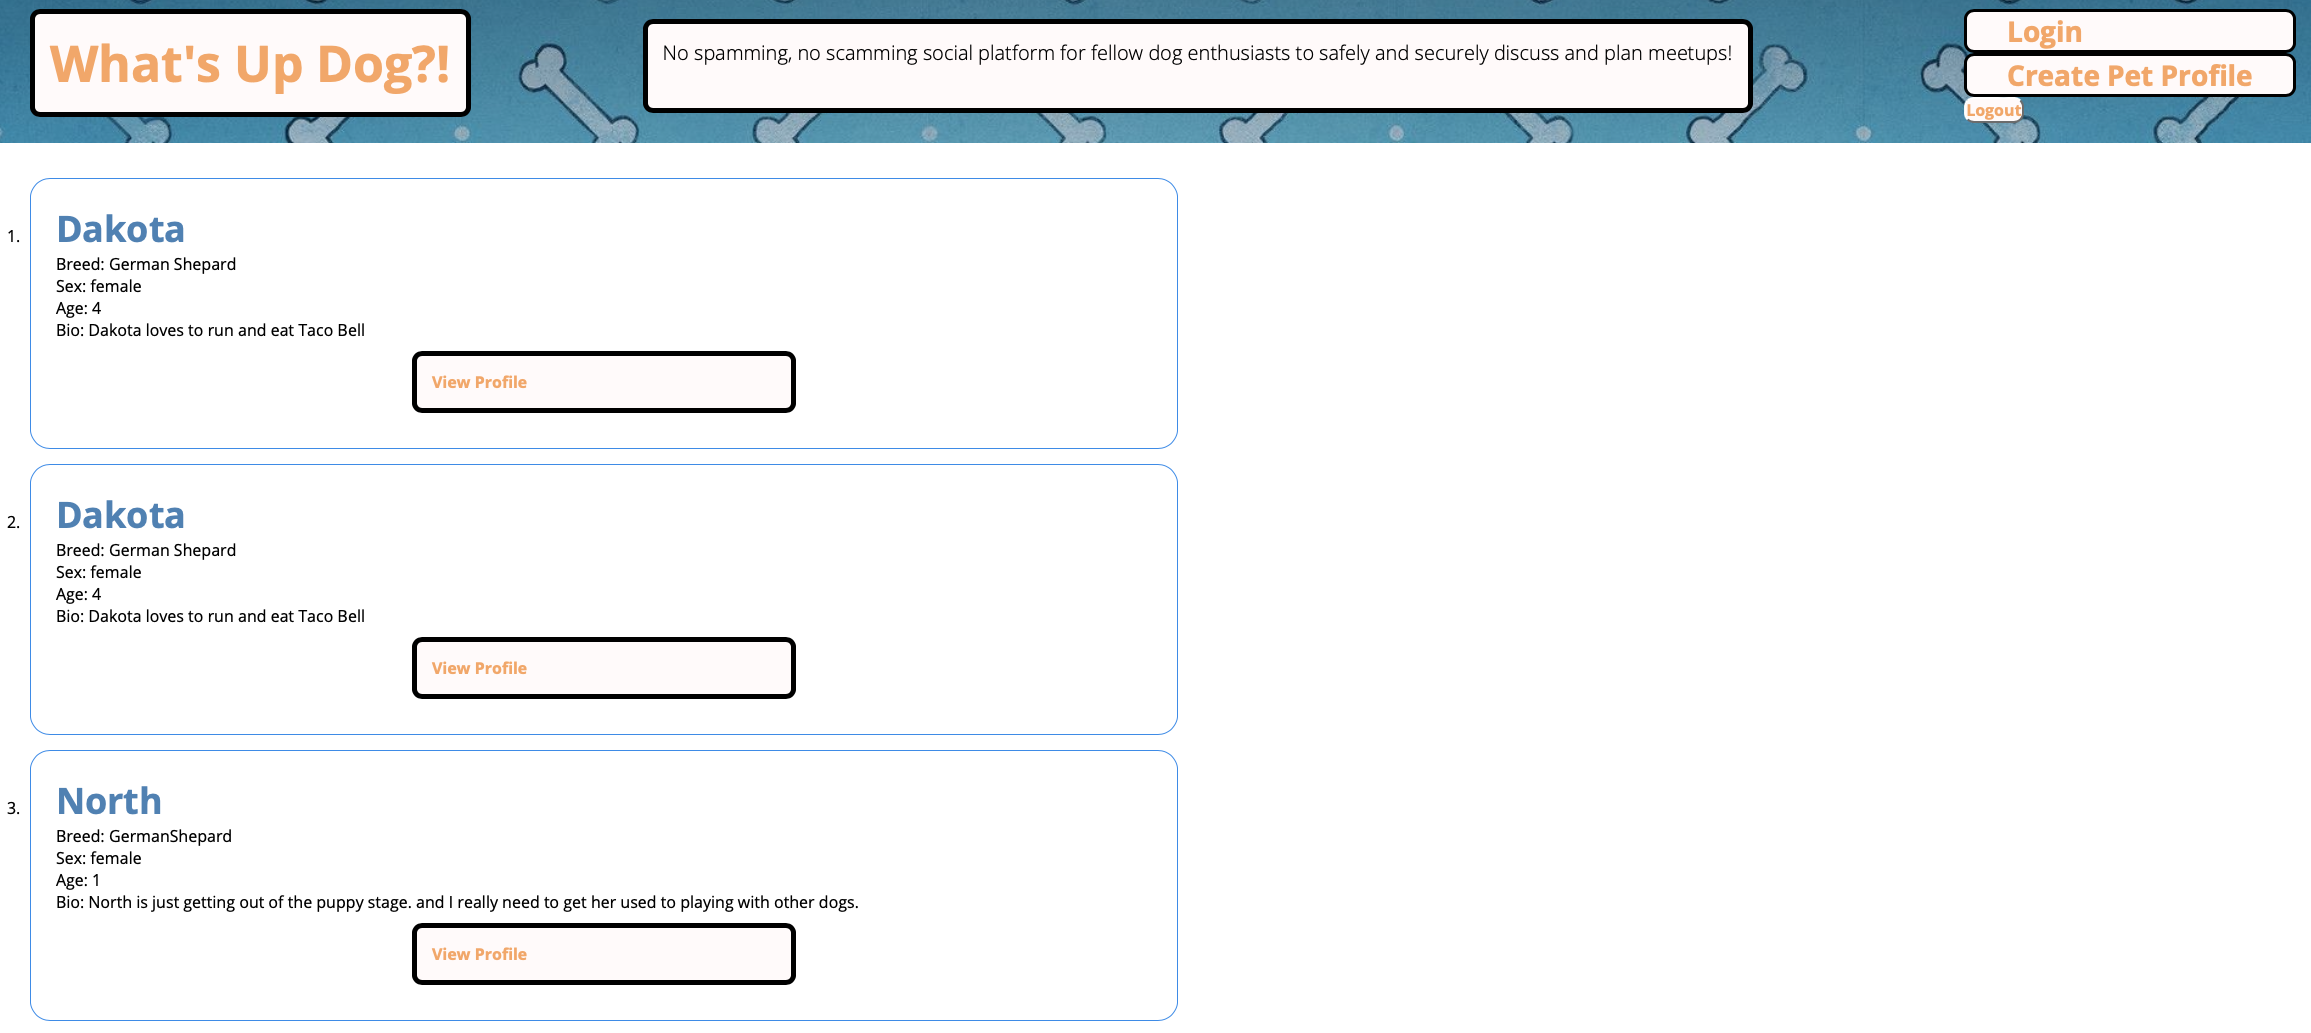 What's Up Dog?!
No spamming, no scamming social platform for fellow dog enthusiasts to safely and securely discuss and plan meetups!
Login
Create Pet Profile
Logout
1.
Dakota
Breed: German Shepard
Sex: female
Age: 4
Bio: Dakota loves to run and eat Taco Bell
View Profile
2.
Dakota
Breed: German Shepard
Sex: female
Age: 4
Bio: Dakota loves to run and eat Taco Bell
View Profile
3.
North
Breed: GermanShepard
Sex: female
Age: 1
Bio: North is just getting out of the puppy stage. and I really need to get her used to playing with other dogs.
View Profile